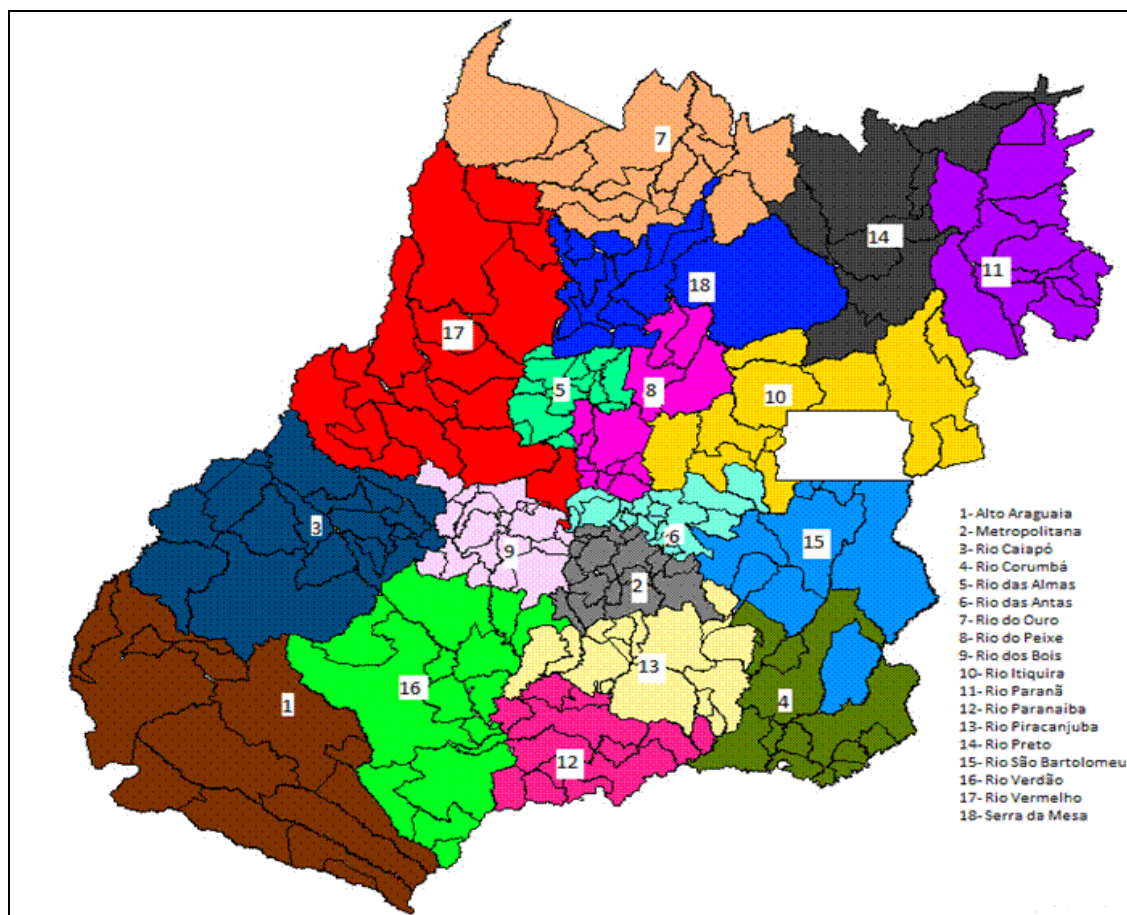 7
14
11
18
17
5
8
10
3
9
6
15
2
13
16
1
4
12
1- Alto Araguaia
2- Metropolitana
3- Rio Caiapó
4- Rio Corumbá
5- Rio das Almas
6- Rio das Antas
7- Rio do Ouro
8- Rio do Peixe
9- Rio dos Bois
10- Rio Itiquira
11- Rio Paranã
12- Rio Paranaiba
13- Rio Piracanjuba
14- Rio Preto
15- Rio São Bartolomeu
16- Rio Verdão
17- Rio Vermelho
18- Serra da Mesa